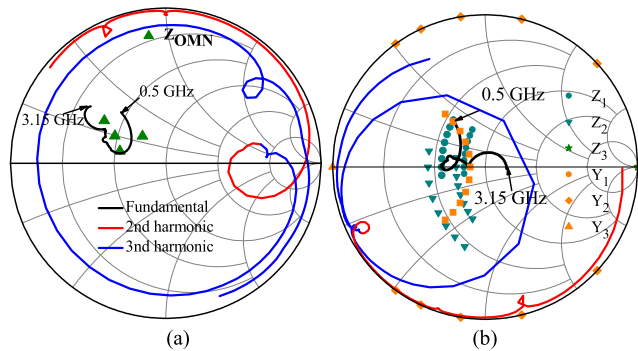 Z_OMN
0.5 GHz
3.15 GHz
Fundamental
2nd harmonic
3nd harmonic
(a)
0.5 GHz
3.15 GHz
Z_1
Z_2
Z_3
Y_1
Y_2
Y_3
(b)